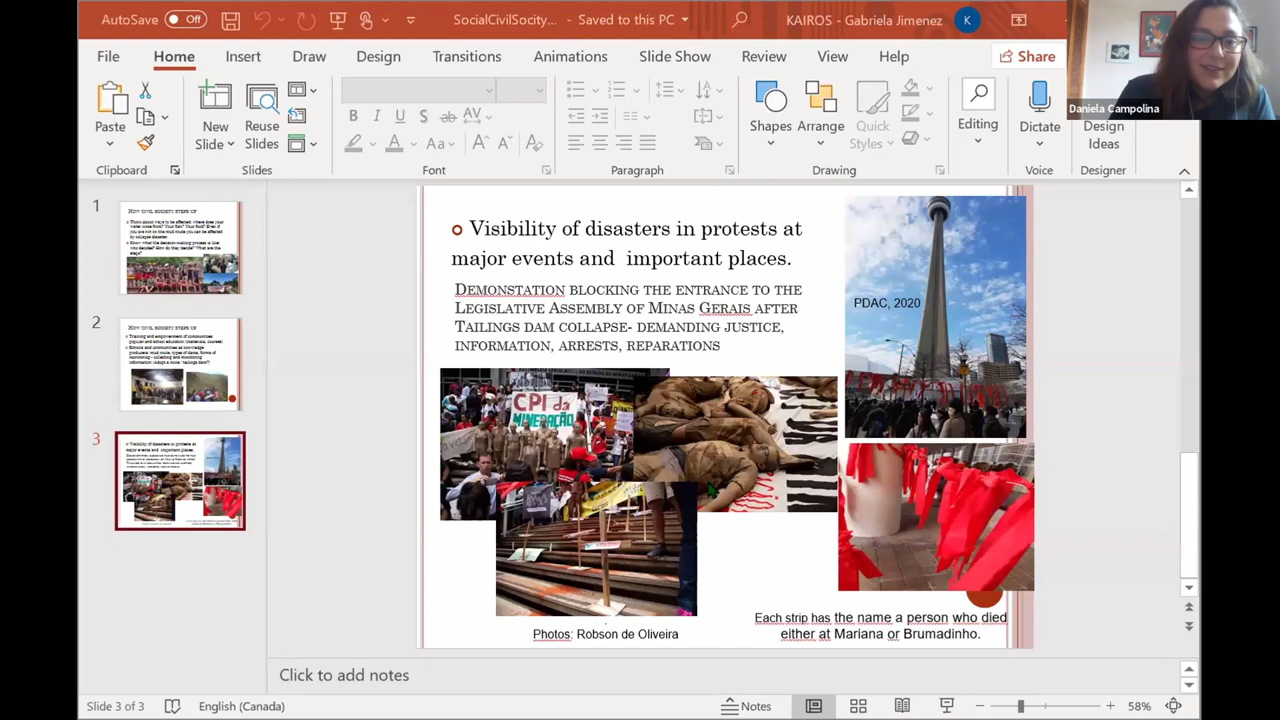 AutoSave Off SocialCivilSocity... - Saved to this PC KAIROS - Gabriela Jimenez K
File Home Insert Draw Design Transitions Animations Slide Show Review View Help Share
Daniela Campolina
Paste New Slide Reuse Slides Shapes Arrange Quick Styles Editing Dictate Design Ideas
Clipboard Slides Font Paragraph Drawing Voice Designer
1
2
3
Visibility of disasters in protests at
major events and important places.
DEMONSTATION BLOCKING THE ENTRANCE TO THE
LEGISLATIVE ASSEMBLY OF MINAS GERAIS AFTER
TAILINGS DAM COLLAPSE- DEMANDING JUSTICE,
INFORMATION, ARRESTS, REPARATIONS
PDAC, 2020
CPI da
MINERAÇÃO
Photos: Robson de Oliveira
Each strip has the name a person who died
either at Mariana or Brumadinho.
Click to add notes
Slide 3 of 3 English (Canada) Notes 58%